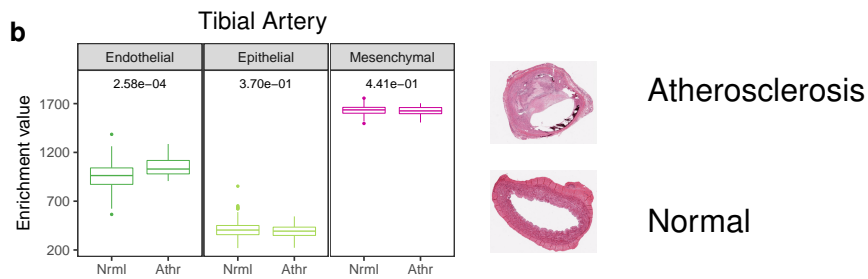 b
Tibial Artery
Endothelial Epithelial Mesenchymal
2.58e−04 3.70e−01 4.41e−01
Enrichment value
1700
1200
700
200
Nrml Athr Nrml Athr Nrml Athr
Atherosclerosis
Normal